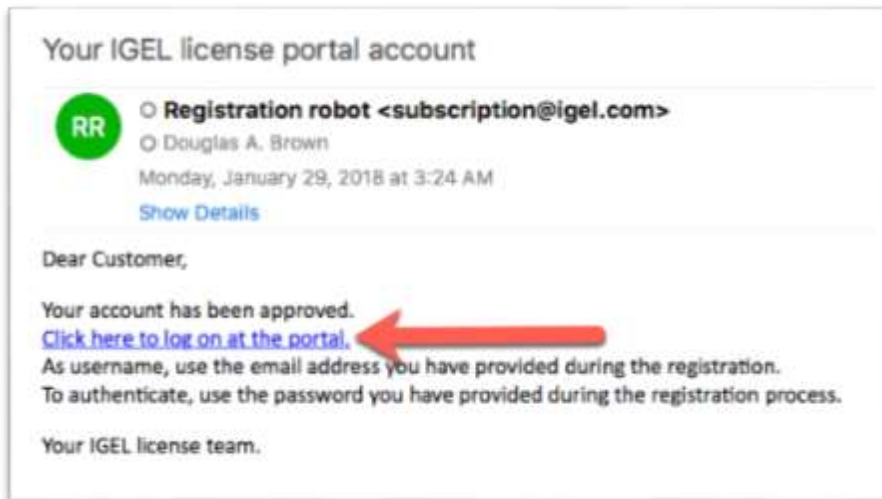 Your IGEL license portal account
RR
Registration robot <subscription@igel.com>
Douglas A. Brown
Monday, January 29, 2018 at 3:24 AM
Show Details
Dear Customer,
Your account has been approved.
Click here to log on at the portal.
As username, use the email address you have provided during the registration.
To authenticate, use the password you have provided during the registration process.
Your IGEL license team.